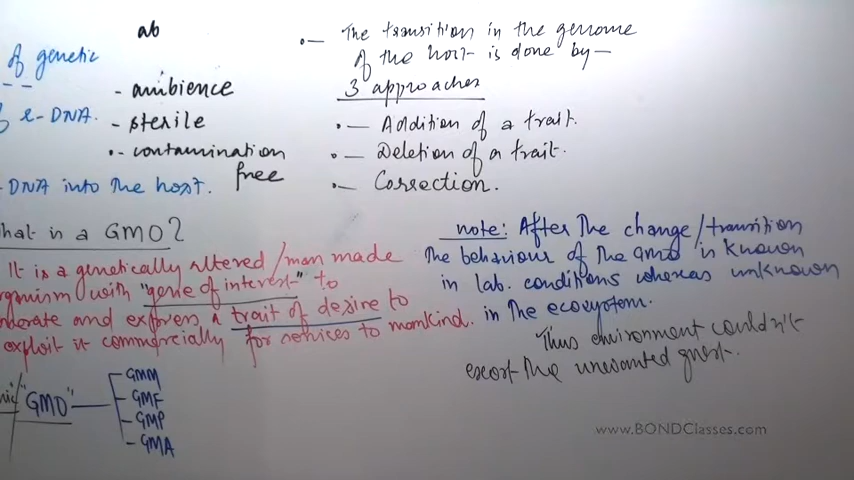 ab
of genetic
- ambience
r-DNA.
- sterile
•- contamination
free
DNA into the host.
•— The transition in the genome
of the host is done by—
3 approaches
•— Addition of a trait.
•— Deletion of a trait.
•— Correction.
hat is a GMO?
It is a genetically altered/man made
organism with "gene of interest" to
and express a trait of desire to
exploit it commercially for services to mankind.
note: After the change/transition
the behaviour of the GMO is known
in lab. conditions whereas unknown
in the ecosystem.
Thus environment couldn't
the unwanted guest.
"GMO"
- GMM
- GMF
- GMP
- GMA
www.BONDClasses.com